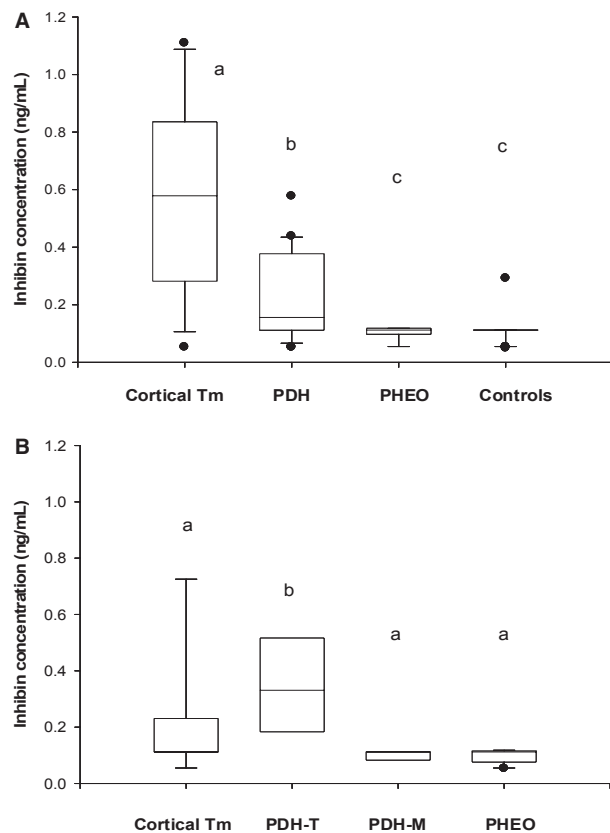 A
1.2
1.0
0.8
0.6
0.4
0.2
0.0
Inhibin concentration (ng/mL)
a
b
c
c
Cortical Tm PDH PHEO Controls
B
1.2
1.0
0.8
0.6
0.4
0.2
0.0
Inhibin concentration (ng/mL)
a
b
a
a
Cortical Tm PDH-T PDH-M PHEO